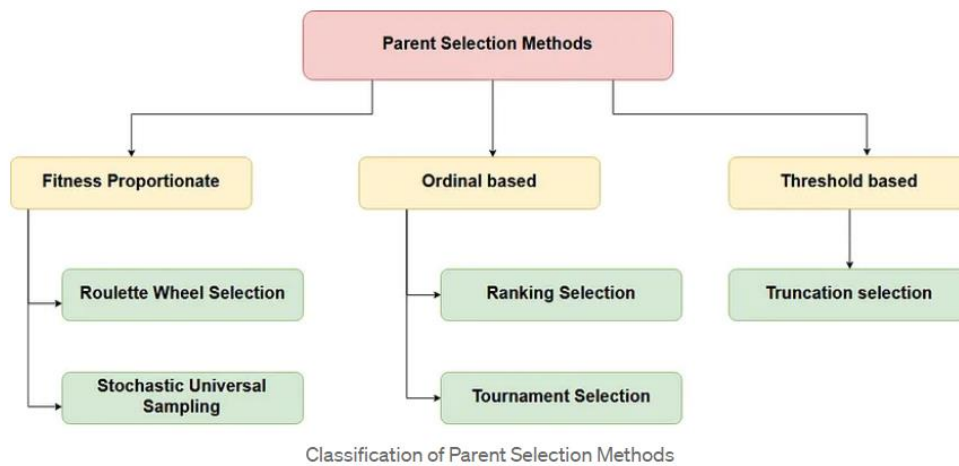 Parent Selection Methods
Fitness Proportionate
Ordinal based
Threshold based
Roulette Wheel Selection
Ranking Selection
Truncation selection
Stochastic Universal
Sampling
Tournament Selection
Classification of Parent Selection Methods